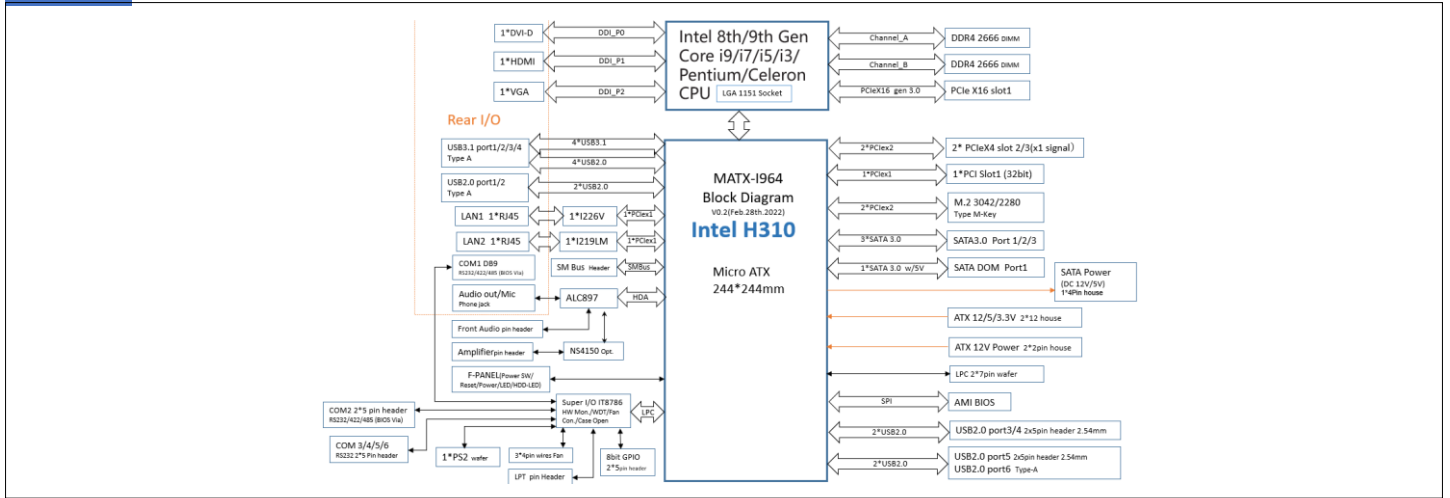 1*DVI-D
DDI_P0
1*HDMI
DDI_P1
1*VGA
DDI_P2
Intel 8th/9th Gen
Core i9/i7/i5/i3/
Pentium/Celeron
CPU
LGA 1151 Socket
Channel_A
DDR4 2666 DIMM
Channel_B
DDR4 2666 DIMM
PCIeX16 gen 3.0
PCIe X16 slot1
Rear I/O
USB3.1 port1/2/3/4
Type A
4*USB3.1
4*USB2.0
USB2.0 port1/2
Type A
2*USB2.0
LAN1 1*RJ45
1*I226V
1*PCIex1
LAN2 1*RJ45
1*I219LM
1*PCIex1
COM1 DB9
RS232/422/485 (BIOS Via)
SM Bus Header
SMBus
Audio out/Mic
Phone jack
ALC897
HDA
Front Audio pin header
Amplifier pin header
NS4150 Opt.
F-PANEL(Power SW/
Reset/Power/LED/HDD-LED)
COM2 2*5 pin header
RS232/422/485 (BIOS Via)
Super I/O IT8786
HW Mon./WDT/Fan
Con./Case Open
LPC
COM 3/4/5/6
RS232 2*5 Pin header
1*PS2 wafer
3*4pin wires Fan
8bit GPIO
2*5pin header
LPT pin Header
MATX-I964
Block Diagram
V0.2(Feb.28th.2022)
Intel H310
Micro ATX
244*244mm
2*PCIex2
2* PCIeX4 slot 2/3(x1 signal)
1*PCIex1
1*PCI Slot1 (32bit)
2*PCIex2
M.2 3042/2280
Type M-Key
3*SATA 3.0
SATA3.0 Port 1/2/3
1*SATA 3.0 w/5V
SATA DOM Port1
SATA Power
(DC 12V/5V)
1*4Pin house
ATX 12/5/3.3V 2*12 house
ATX 12V Power 2*2pin house
LPC 2*7pin wafer
SPI
AMI BIOS
2*USB2.0
USB2.0 port3/4 2x5pin header 2.54mm
2*USB2.0
USB2.0 port5 2x5pin header 2.54mm
USB2.0 port6 Type-A